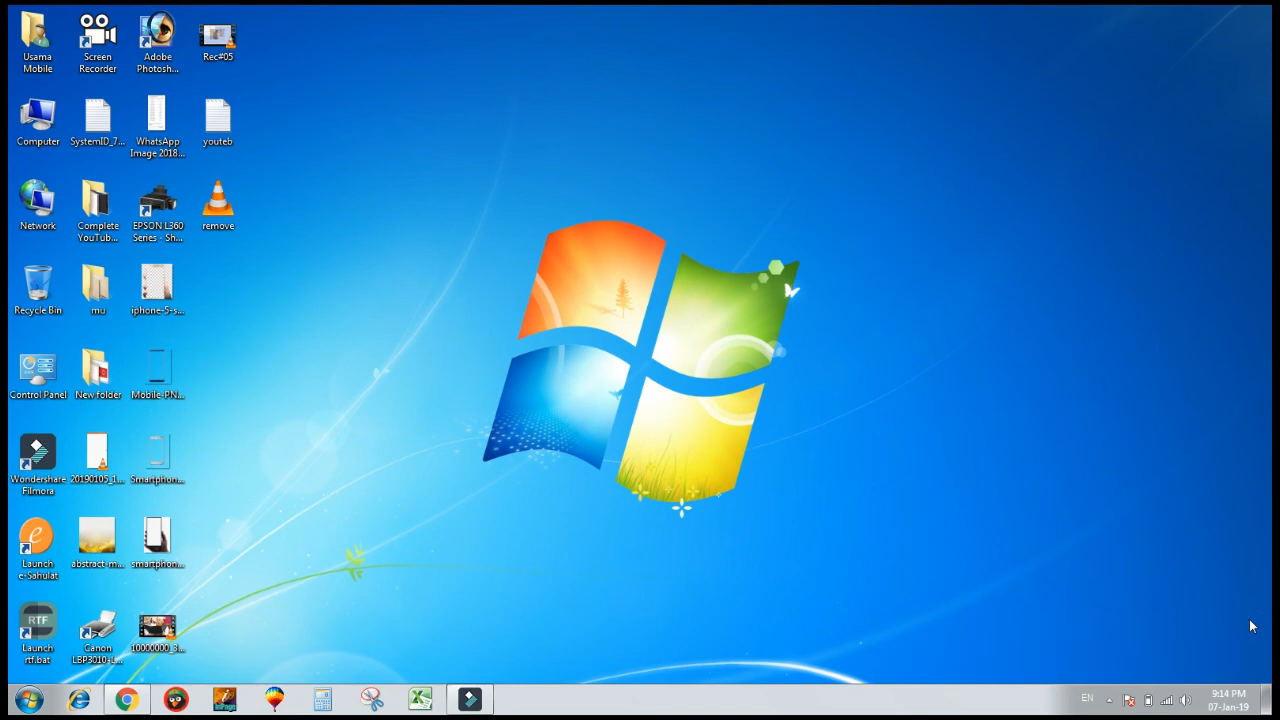 Usama
Mobile
Screen
Recorder
Adobe
Photosh...
Rec#05
Computer
SystemID_7...
WhatsApp
Image 2018...
youteb
Network
Complete
YouTub...
EPSON L360
Series - Sh...
remove
Recycle Bin
mu
iphone-5-s...
Control Panel
New folder
Mobile-PN...
Wondershare
Filmora
20190105_1...
Smartphon...
Launch
e-Sahulat
abstract-m...
smartphon...
RTF
Launch
rtf.bat
Canon
LBP3010-L...
10000000_3...
InPage
EN
9:14 PM
07-Jan-19